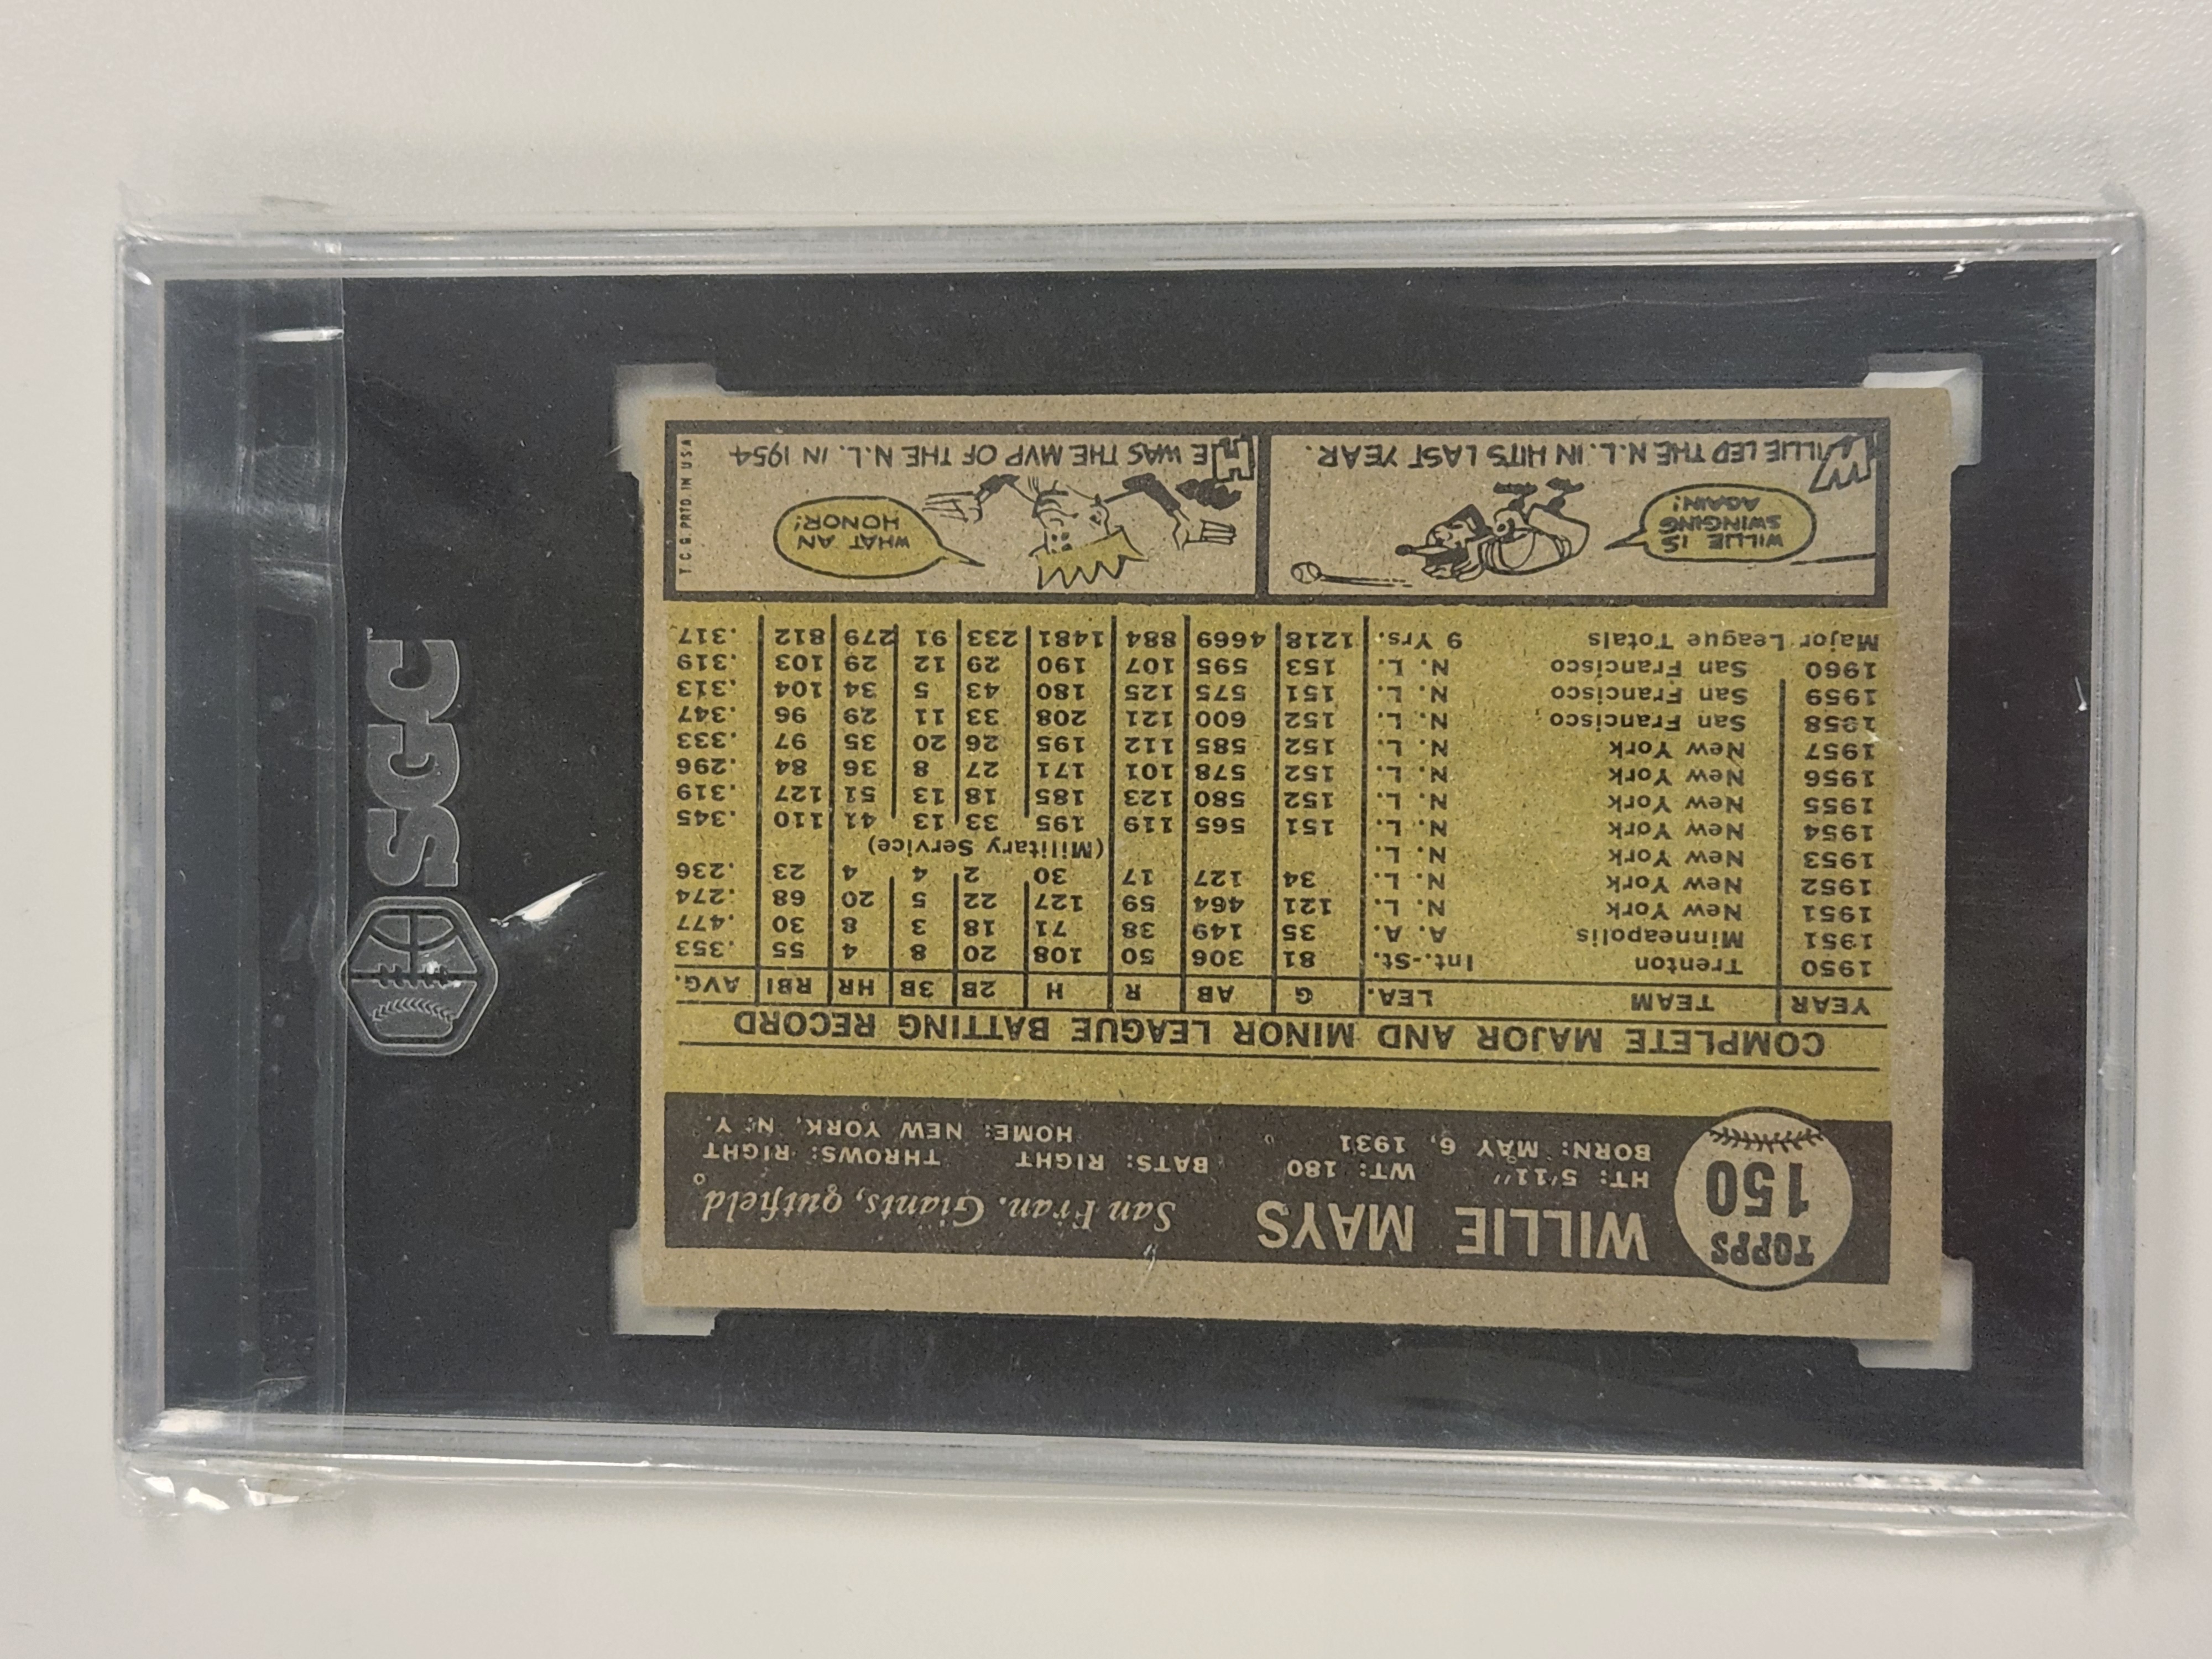 SGC
TOPPS
150
WILLIE MAYS San Fran. Giants, outfield
HT: 5'11" WT: 180 BATS: RIGHT THROWS: RIGHT
BORN: MAY 6, 1931 HOME: NEW YORK, N. Y.
COMPLETE MAJOR AND MINOR LEAGUE BATTING RECORD
YEAR TEAM LEA. G AB R H 2B 3B HR RBI AVG.
1950 Trenton Int.-St. 81 306 50 108 20 8 4 55 .353
1951 Minneapolis A. A. 35 149 38 71 18 3 8 30 .477
1951 New York N. L. 121 464 59 127 22 5 20 68 .274
1952 New York N. L. 34 127 17 30 2 4 4 23 .236
1953 New York N. L. (Military Service)
1954 New York N. L. 151 565 119 195 33 13 41 110 .345
1955 New York N. L. 152 580 123 185 18 13 51 127 .319
1956 New York N. L. 152 578 101 171 27 8 36 84 .296
1957 New York N. L. 152 585 112 195 26 20 35 97 .333
1958 San Francisco N. L. 152 600 121 208 33 11 29 96 .347
1959 San Francisco N. L. 151 575 125 180 43 5 34 104 .313
1960 San Francisco N. L. 153 595 107 190 29 12 29 103 .319
Major League Totals 9 Yrs. 1218 4669 884 1481 233 91 279 812 .317
WILLIE IS
SWINGING
AGAIN!
WILLIE LED THE N.L. IN HITS LAST YEAR.
WHAT AN
HONOR!
HE WAS THE MVP OF THE N.L. IN 1954
T.C.G. PRTD. IN U.S.A.